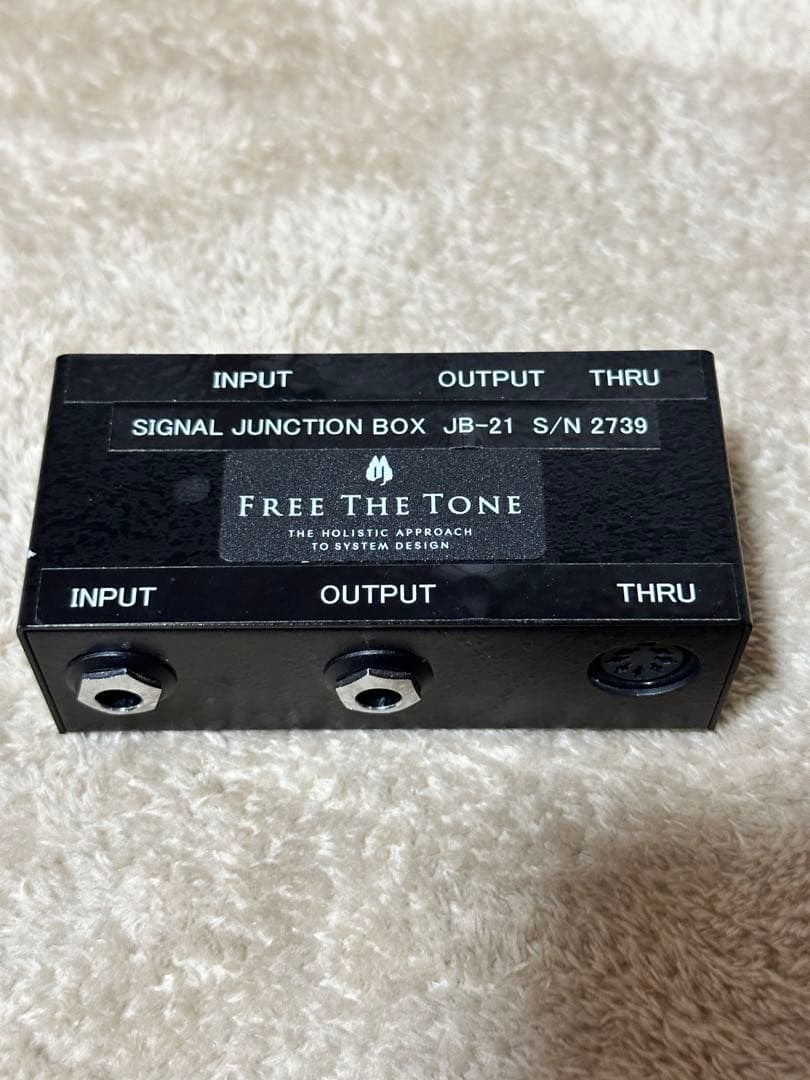 INPUT OUTPUT THRU
SIGNAL JUNCTION BOX JB-21 S/N 2739
FREE THE TONE
THE HOLISTIC APPROACH
TO SYSTEM DESIGN
INPUT OUTPUT THRU